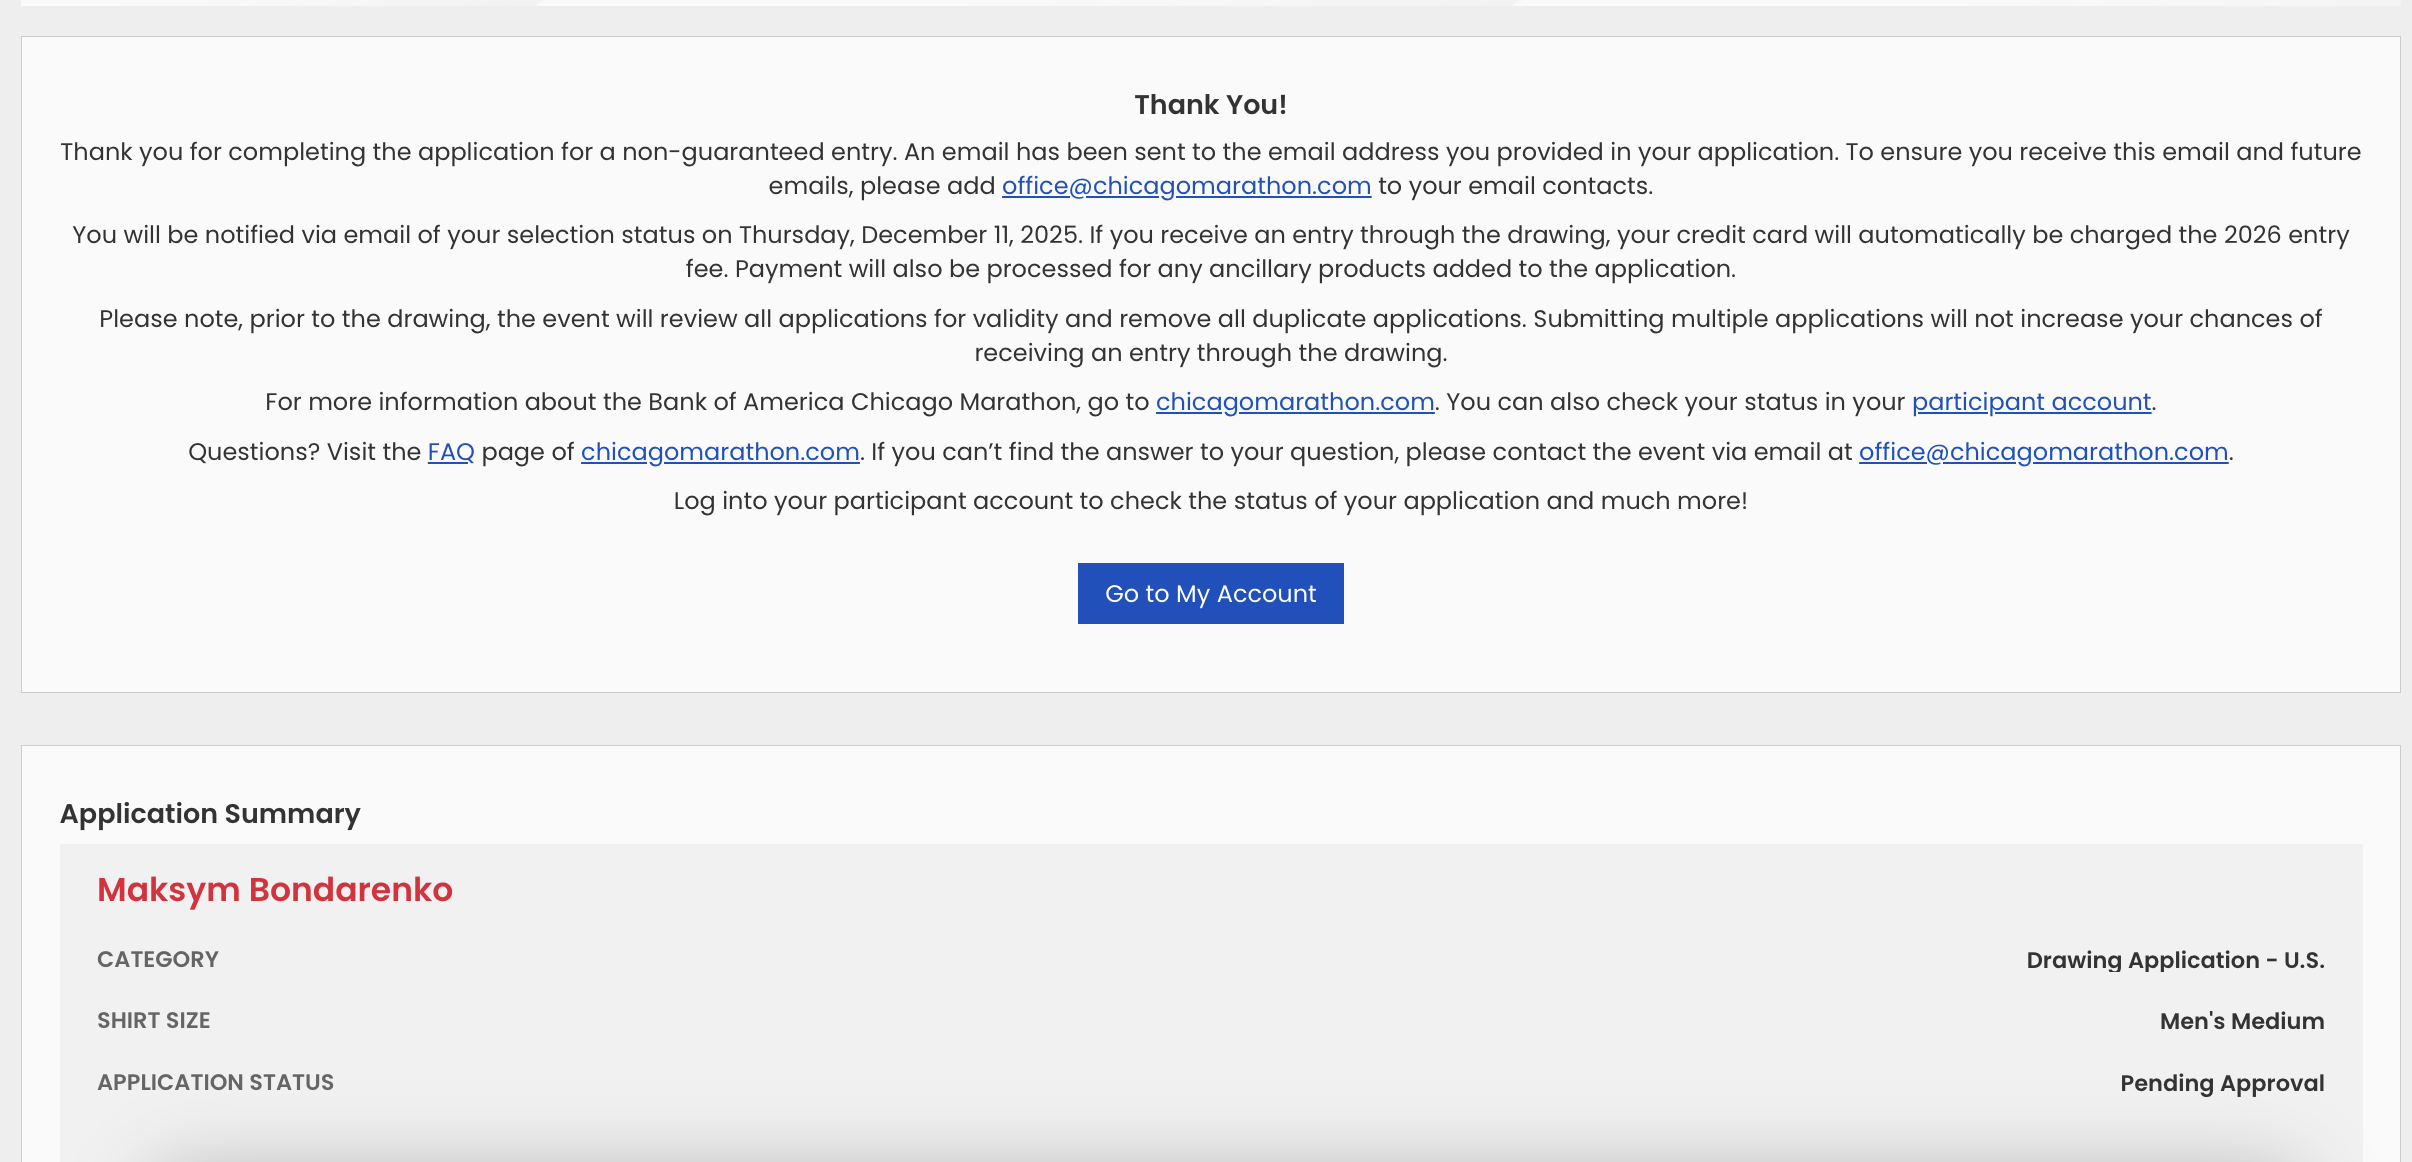 Thank You!
Thank you for completing the application for a non-guaranteed entry. An email has been sent to the email address you provided in your application. To ensure you receive this email and future
emails, please add office@chicagomarathon.com to your email contacts.
You will be notified via email of your selection status on Thursday, December 11, 2025. If you receive an entry through the drawing, your credit card will automatically be charged the 2026 entry
fee. Payment will also be processed for any ancillary products added to the application.
Please note, prior to the drawing, the event will review all applications for validity and remove all duplicate applications. Submitting multiple applications will not increase your chances of
receiving an entry through the drawing.
For more information about the Bank of America Chicago Marathon, go to chicagomarathon.com. You can also check your status in your participant account.
Questions? Visit the FAQ page of chicagomarathon.com. If you can’t find the answer to your question, please contact the event via email at office@chicagomarathon.com.
Log into your participant account to check the status of your application and much more!
Go to My Account
Application Summary
Maksym Bondarenko
CATEGORY Drawing Application - U.S.
SHIRT SIZE Men's Medium
APPLICATION STATUS Pending Approval